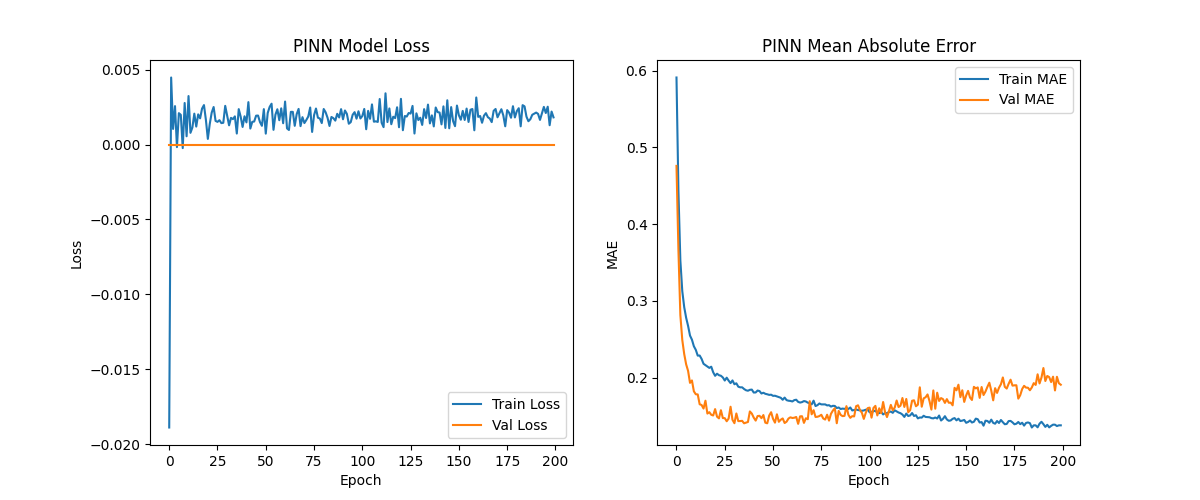 PINN Model Loss
0.005
0.000
−0.005
−0.010
−0.015
−0.020
Loss
Train Loss
Val Loss
0 25 50 75 100 125 150 175 200
Epoch
PINN Mean Absolute Error
0.6
0.5
0.4
0.3
0.2
MAE
Train MAE
Val MAE
0 25 50 75 100 125 150 175 200
Epoch